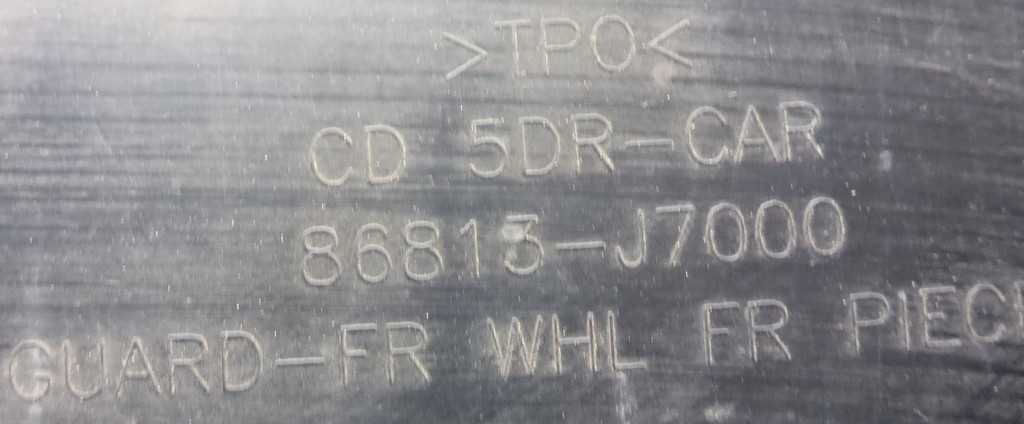 >TPO<
CD 5DR-CAR
86813-J7000
GUARD-FR WHL FR PIEC